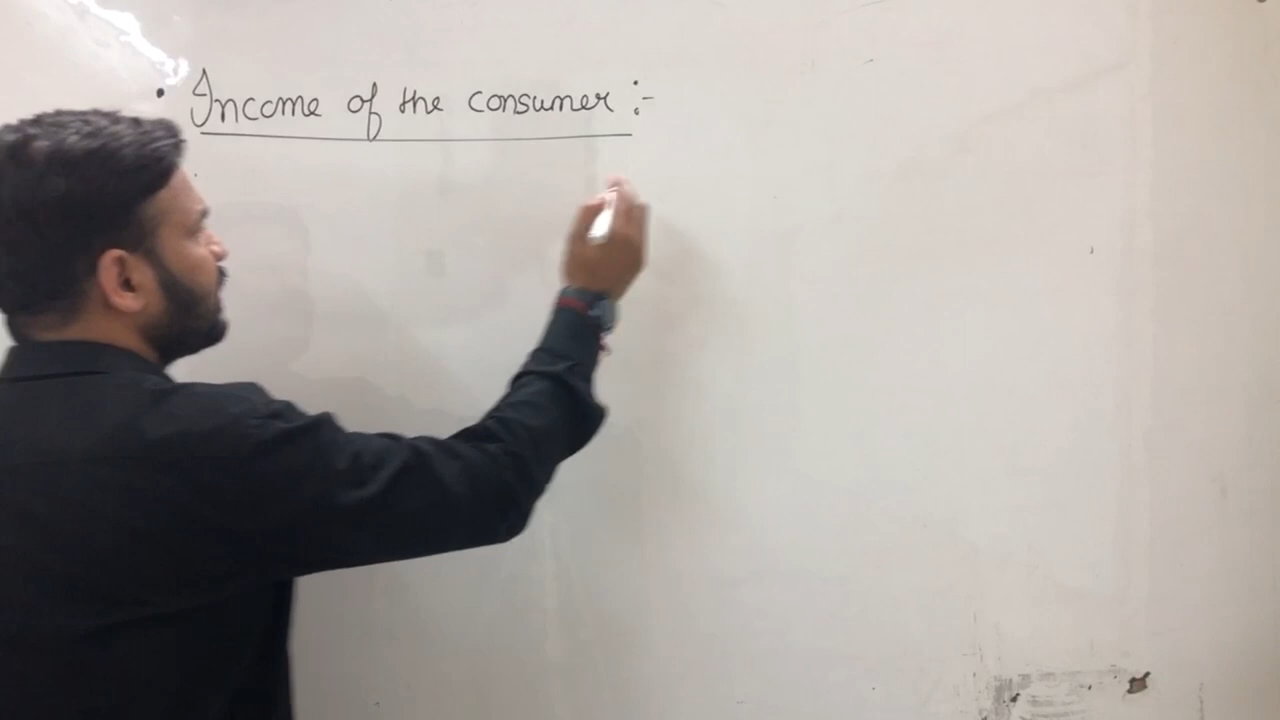 • Income of the consumer :-